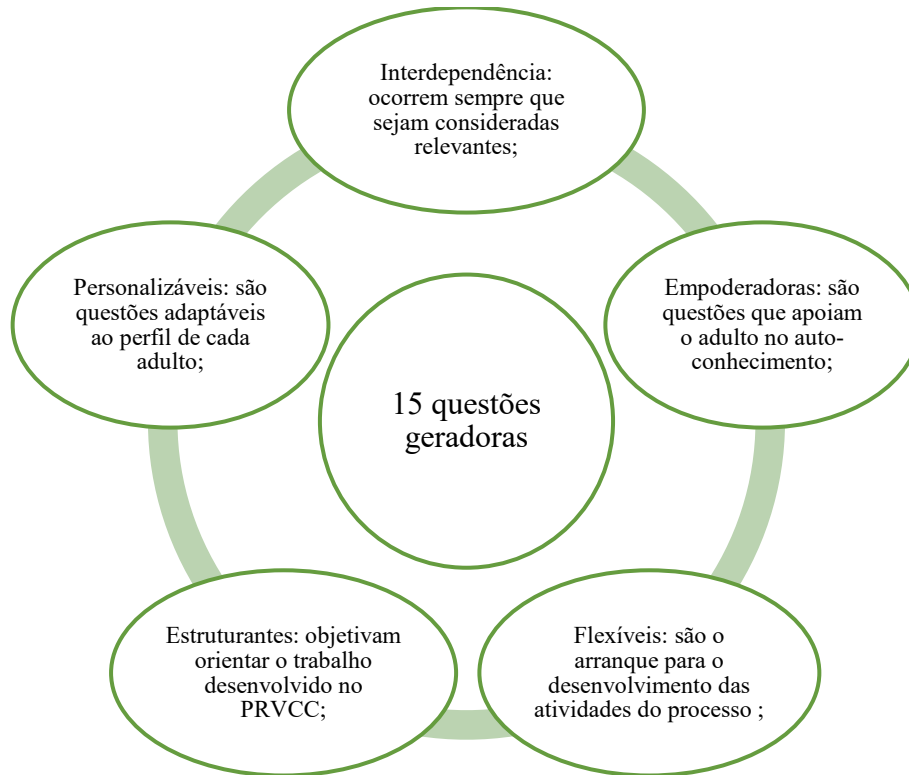 Interdependência:
ocorrem sempre que
sejam consideradas
relevantes;
Personalizáveis: são
questões adaptáveis
ao perfil de cada
adulto;
Empoderadoras: são
questões que apoiam
o adulto no auto-
conhecimento;
15 questões
geradoras
Estruturantes: objetivam
orientar o trabalho
desenvolvido no
PRVCC;
Flexíveis: são o
arranque para o
desenvolvimento das
atividades do processo ;